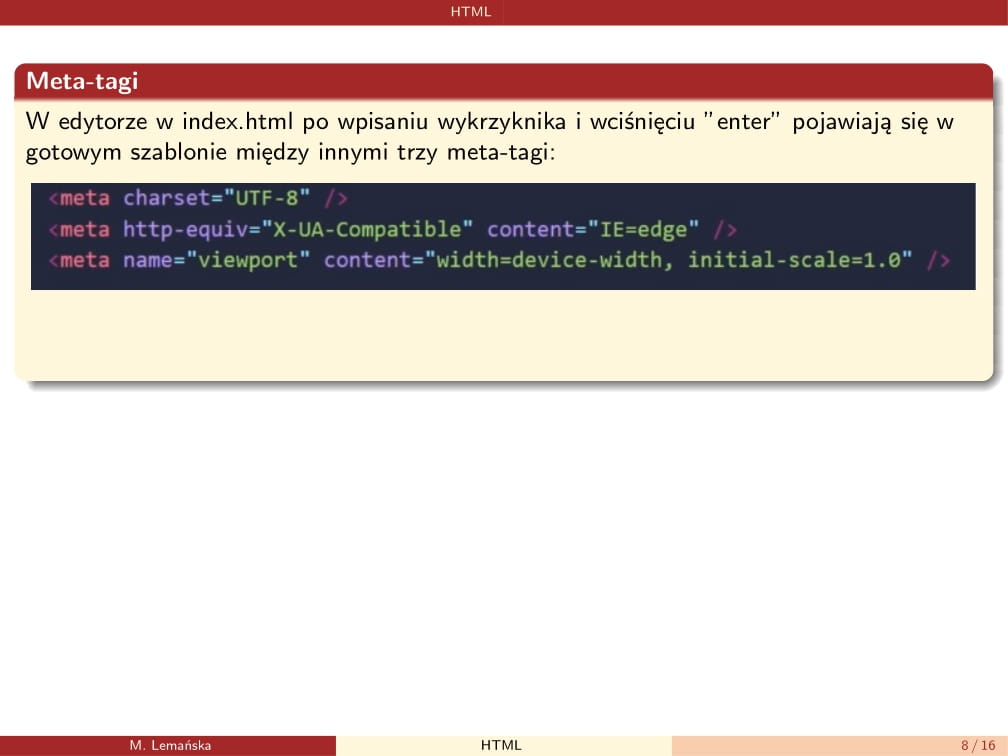 HTML
Meta-tagi
W edytorze w index.html po wpisaniu wykrzyknika i wciśnięciu ”enter” pojawiają się w
gotowym szablonie między innymi trzy meta-tagi:
<meta charset="UTF-8" />
<meta http-equiv="X-UA-Compatible" content="IE=edge" />
<meta name="viewport" content="width=device-width, initial-scale=1.0" />
M. Lemańska HTML 8 / 16